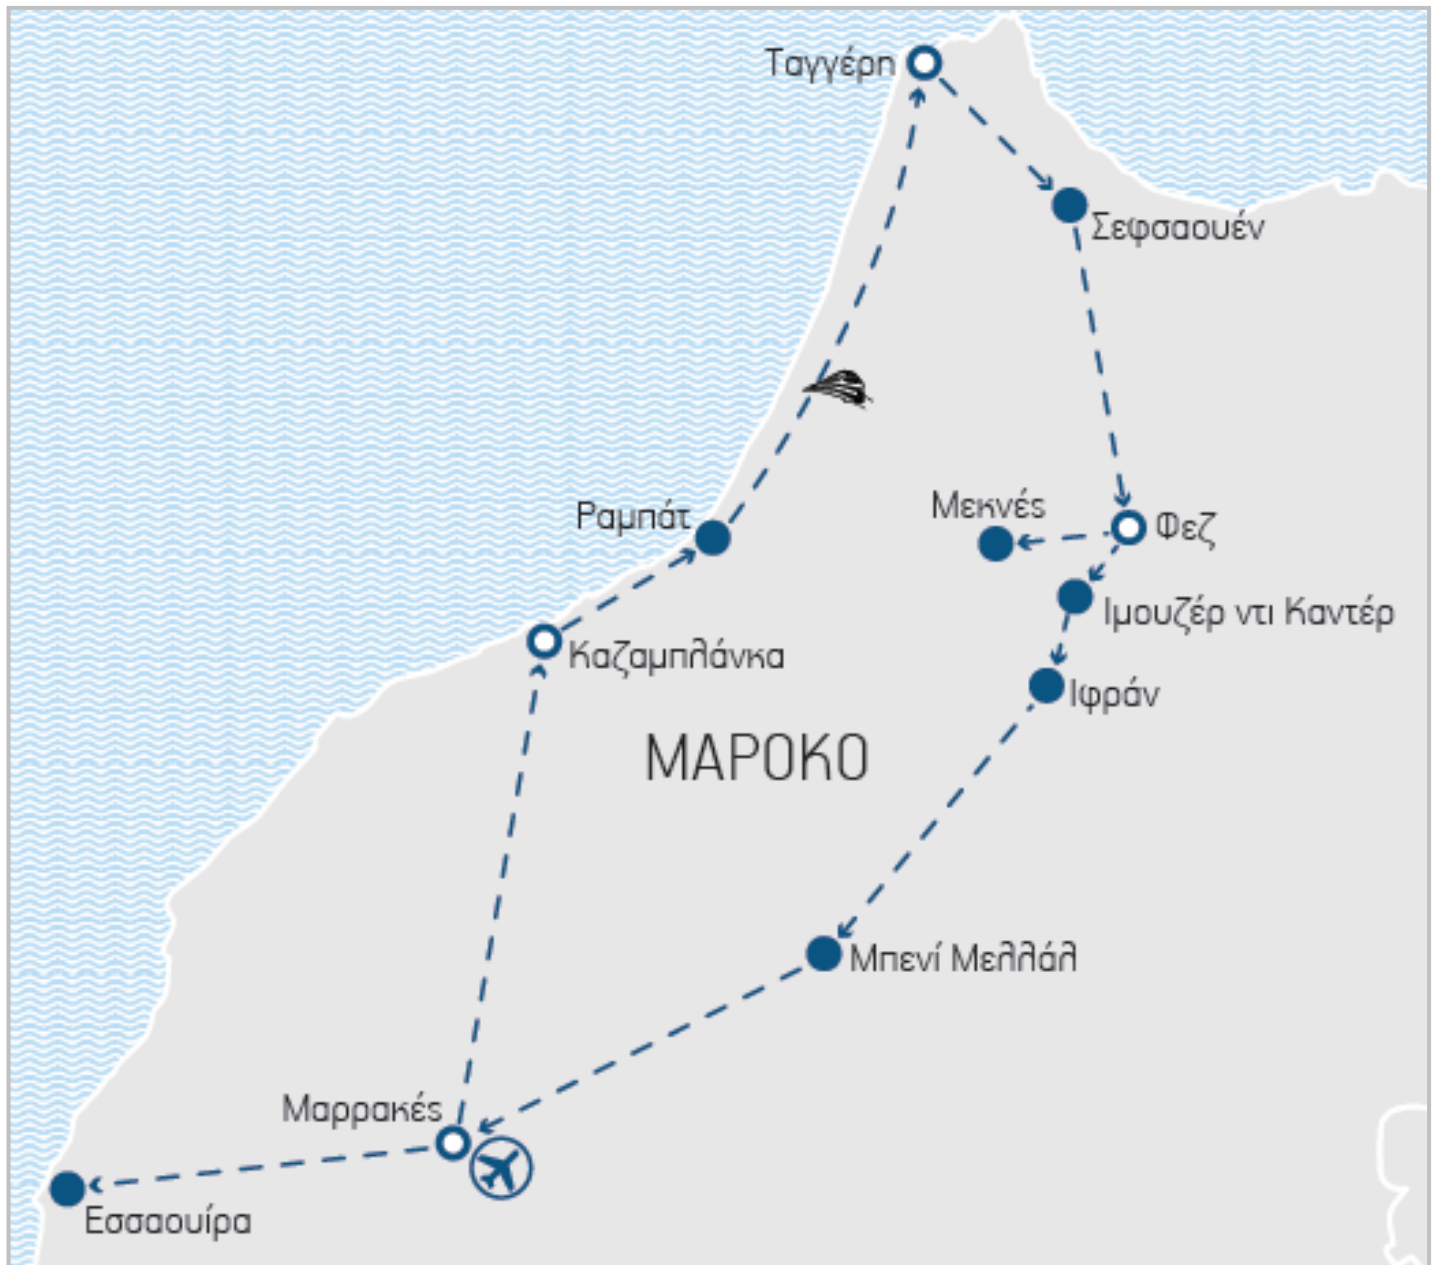 Ταγγέρη
Σεφσαουέν
Μεκνές
Ραμπάτ
Φεζ
Ιμουζέρ ντι Καντέρ
Καζαμπλάνκα
Ιφράν
ΜΑΡΟΚΟ
Μπενί Μελλάλ
Μαρρακές
Εσσαουίρα